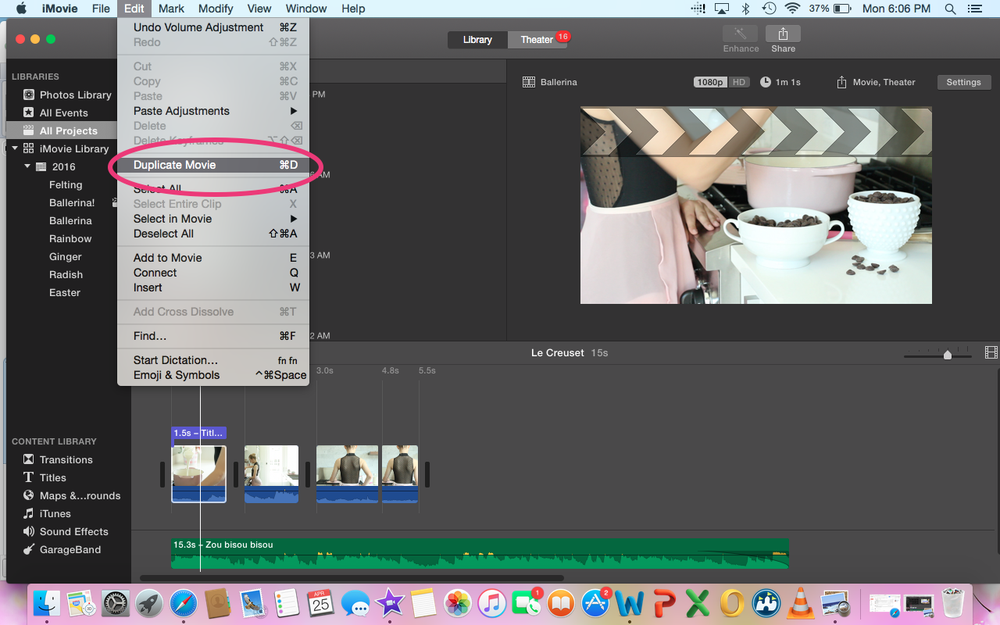 iMovie File Edit Mark Modify View Window Help 37% Mon 6:06 PM
Library Theater 16
Enhance Share
Undo Volume Adjustment ⌘Z
Redo ⇧⌘Z
Cut ⌘X
Copy ⌘C
Paste ⌘V
Paste Adjustments ▶
Delete ⌫
Delete Keyframes ⌥⇧⌫
Duplicate Movie ⌘D
Select All ⌘A
Select Entire Clip X
Select in Movie ▶
Deselect All ⇧⌘A
Add to Movie E
Connect Q
Insert W
Add Cross Dissolve ⌘T
Find… ⌘F
Start Dictation… fn fn
Emoji & Symbols ^⌘Space
LIBRARIES
Photos Library
All Events
All Projects
iMovie Library
2016
Felting
Ballerina!
Ballerina
Rainbow
Ginger
Radish
Easter
CONTENT LIBRARY
Transitions
T Titles
Maps &...rounds
iTunes
Sound Effects
GarageBand
PM
AM
3 AM
2 AM
Ballerina 1080p HD 1m 1s Movie, Theater Settings
Le Creuset 15s
3.0s 4.8s 5.5s
1.5s – Titl…
15.3s – Zou bisou bisou
APR
25
1
2